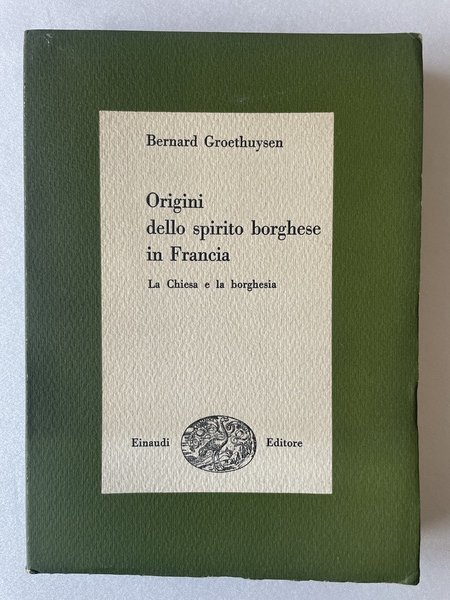 Bernard Groethuysen
Origini
dello spirito borghese
in Francia
La Chiesa e la borghesia
Einaudi Editore